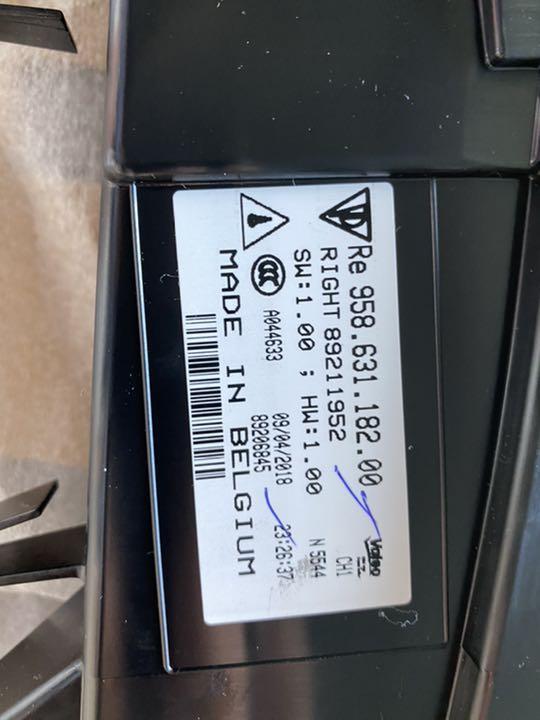 Re 958.631.182.00
RIGHT 89211952
SW:1.00 ; HW:1.00
Valeo
CH1
N 5544
A044633
09/04/2018 23:26:37
89206845
MADE IN BELGIUM